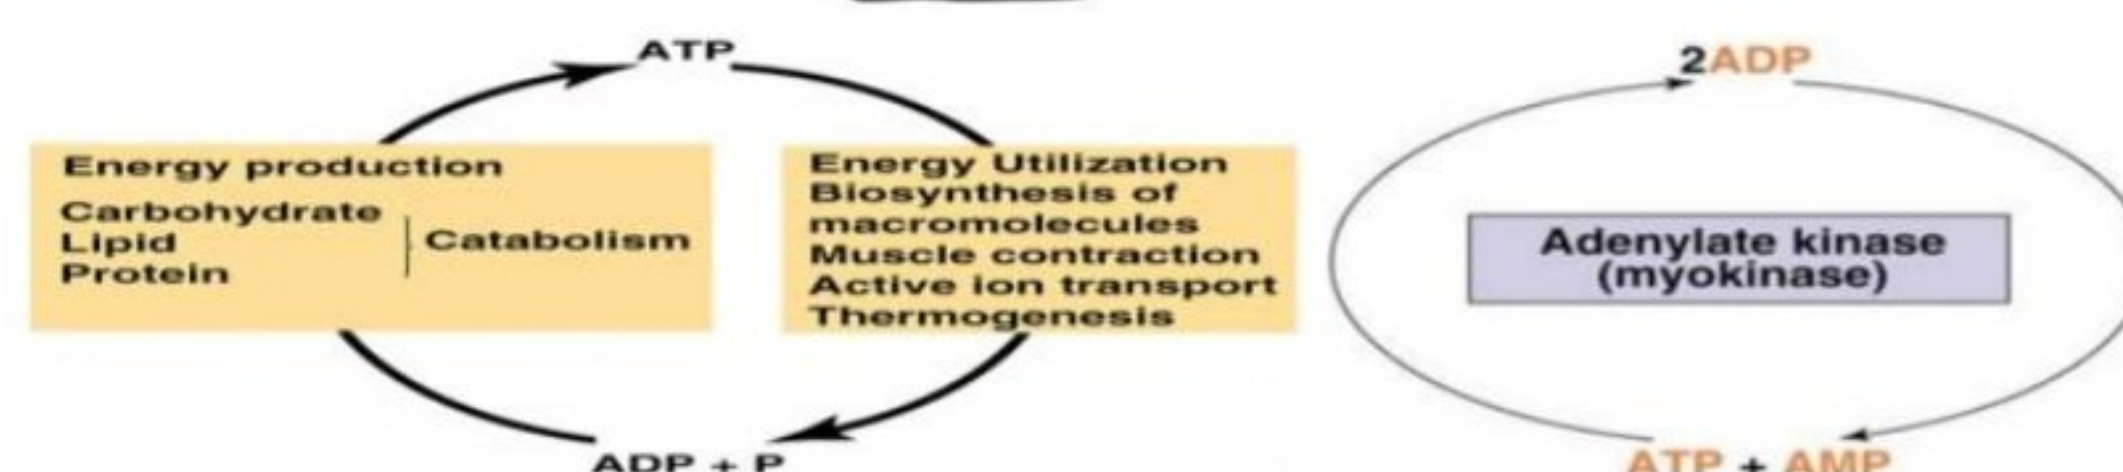 ATP
Energy production
Carbohydrate
Lipid
Protein
Catabolism
Energy Utilization
Biosynthesis of
macromolecules
Muscle contraction
Active ion transport
Thermogenesis
ADP + P
2ADP
Adenylate kinase
(myokinase)
ATP + AMP